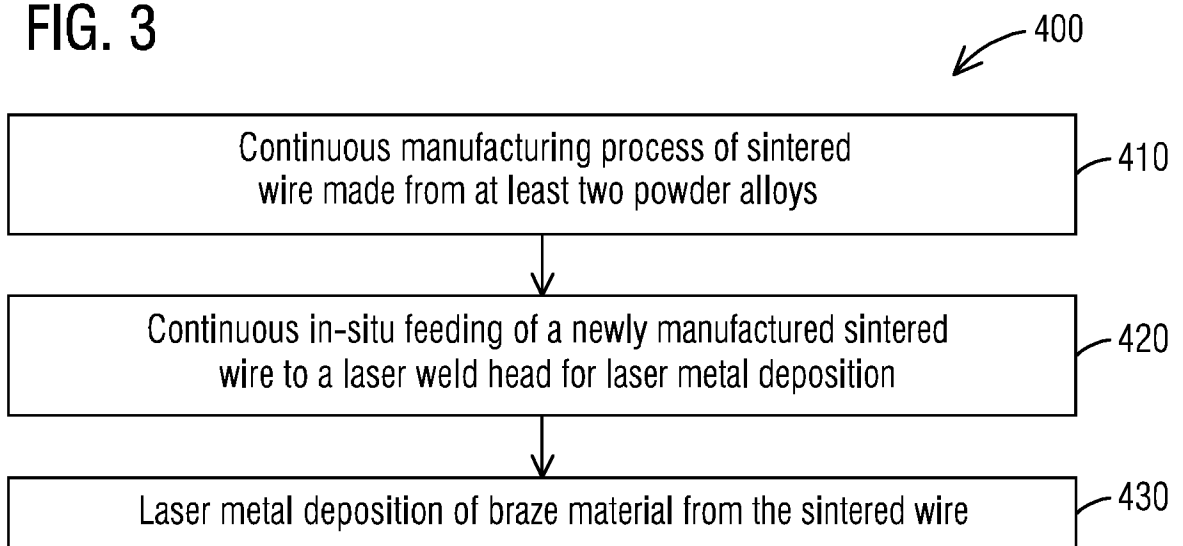 FIG. 3
400
Continuous manufacturing process of sintered
wire made from at least two powder alloys
410
Continuous in-situ feeding of a newly manufactured sintered
wire to a laser weld head for laser metal deposition
420
Laser metal deposition of braze material from the sintered wire
430